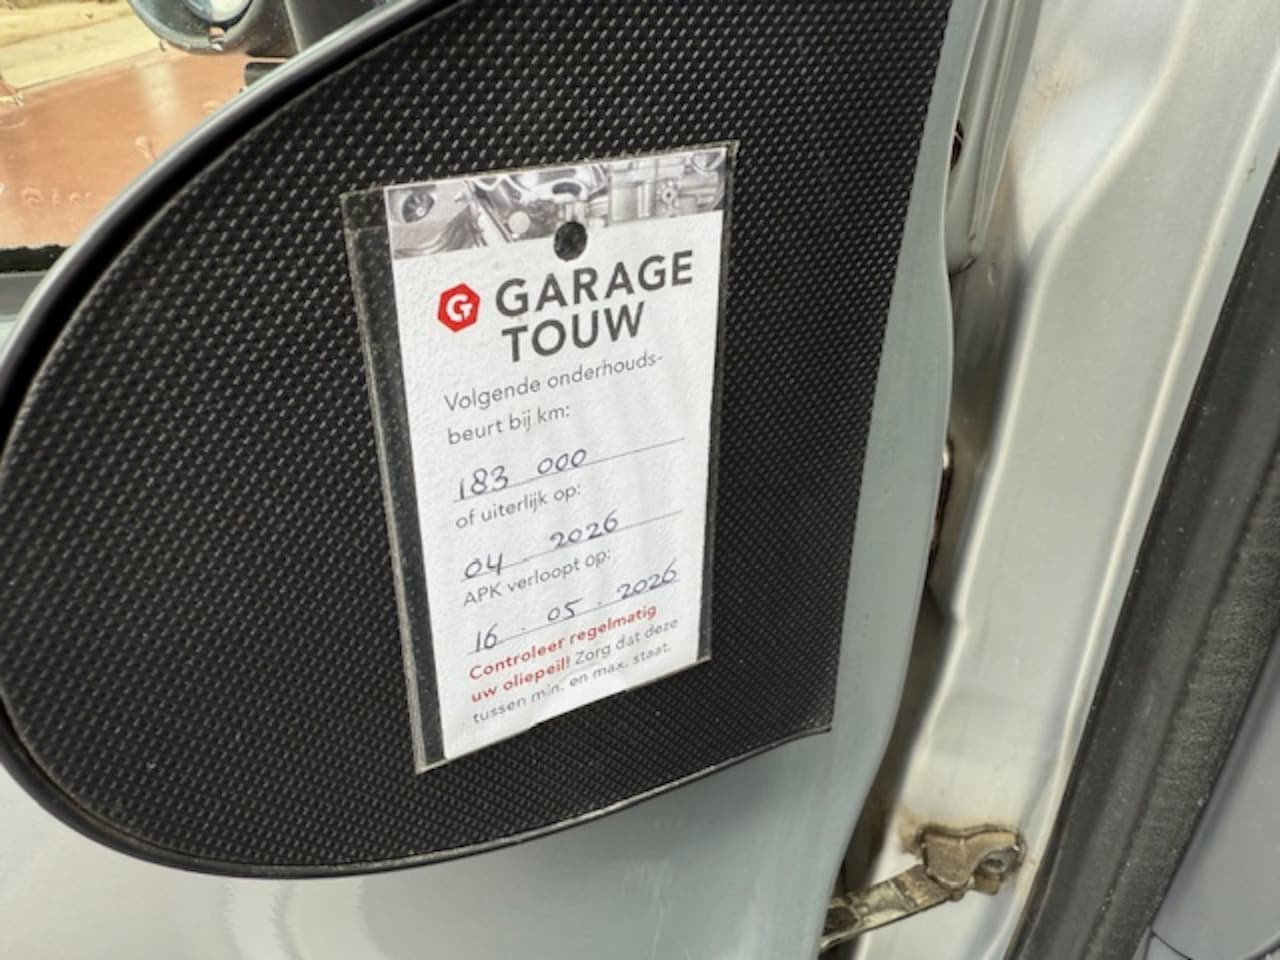 GARAGE
TOUW
Volgende onderhouds-
beurt bij km:
183 000
of uiterlijk op:
04 . 2026
APK verloopt op:
16 . 05 . 2026
Controleer regelmatig
uw oliepeil! Zorg dat deze
tussen min. en max. staat.